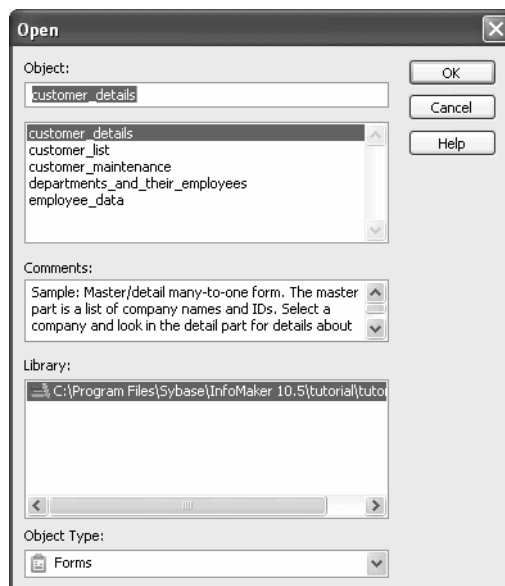 Open
Object:
customer_details
OK
Cancel
Help
customer_details
customer_list
customer_maintenance
departments_and_their_employees
employee_data
Comments:
Sample: Master/detail many-to-one form. The master
part is a list of company names and IDs. Select a
company and look in the detail part for details about
Library:
C:\Program Files\Sybase\InfoMaker 10.5\tutorial\tutor
Object Type:
Forms